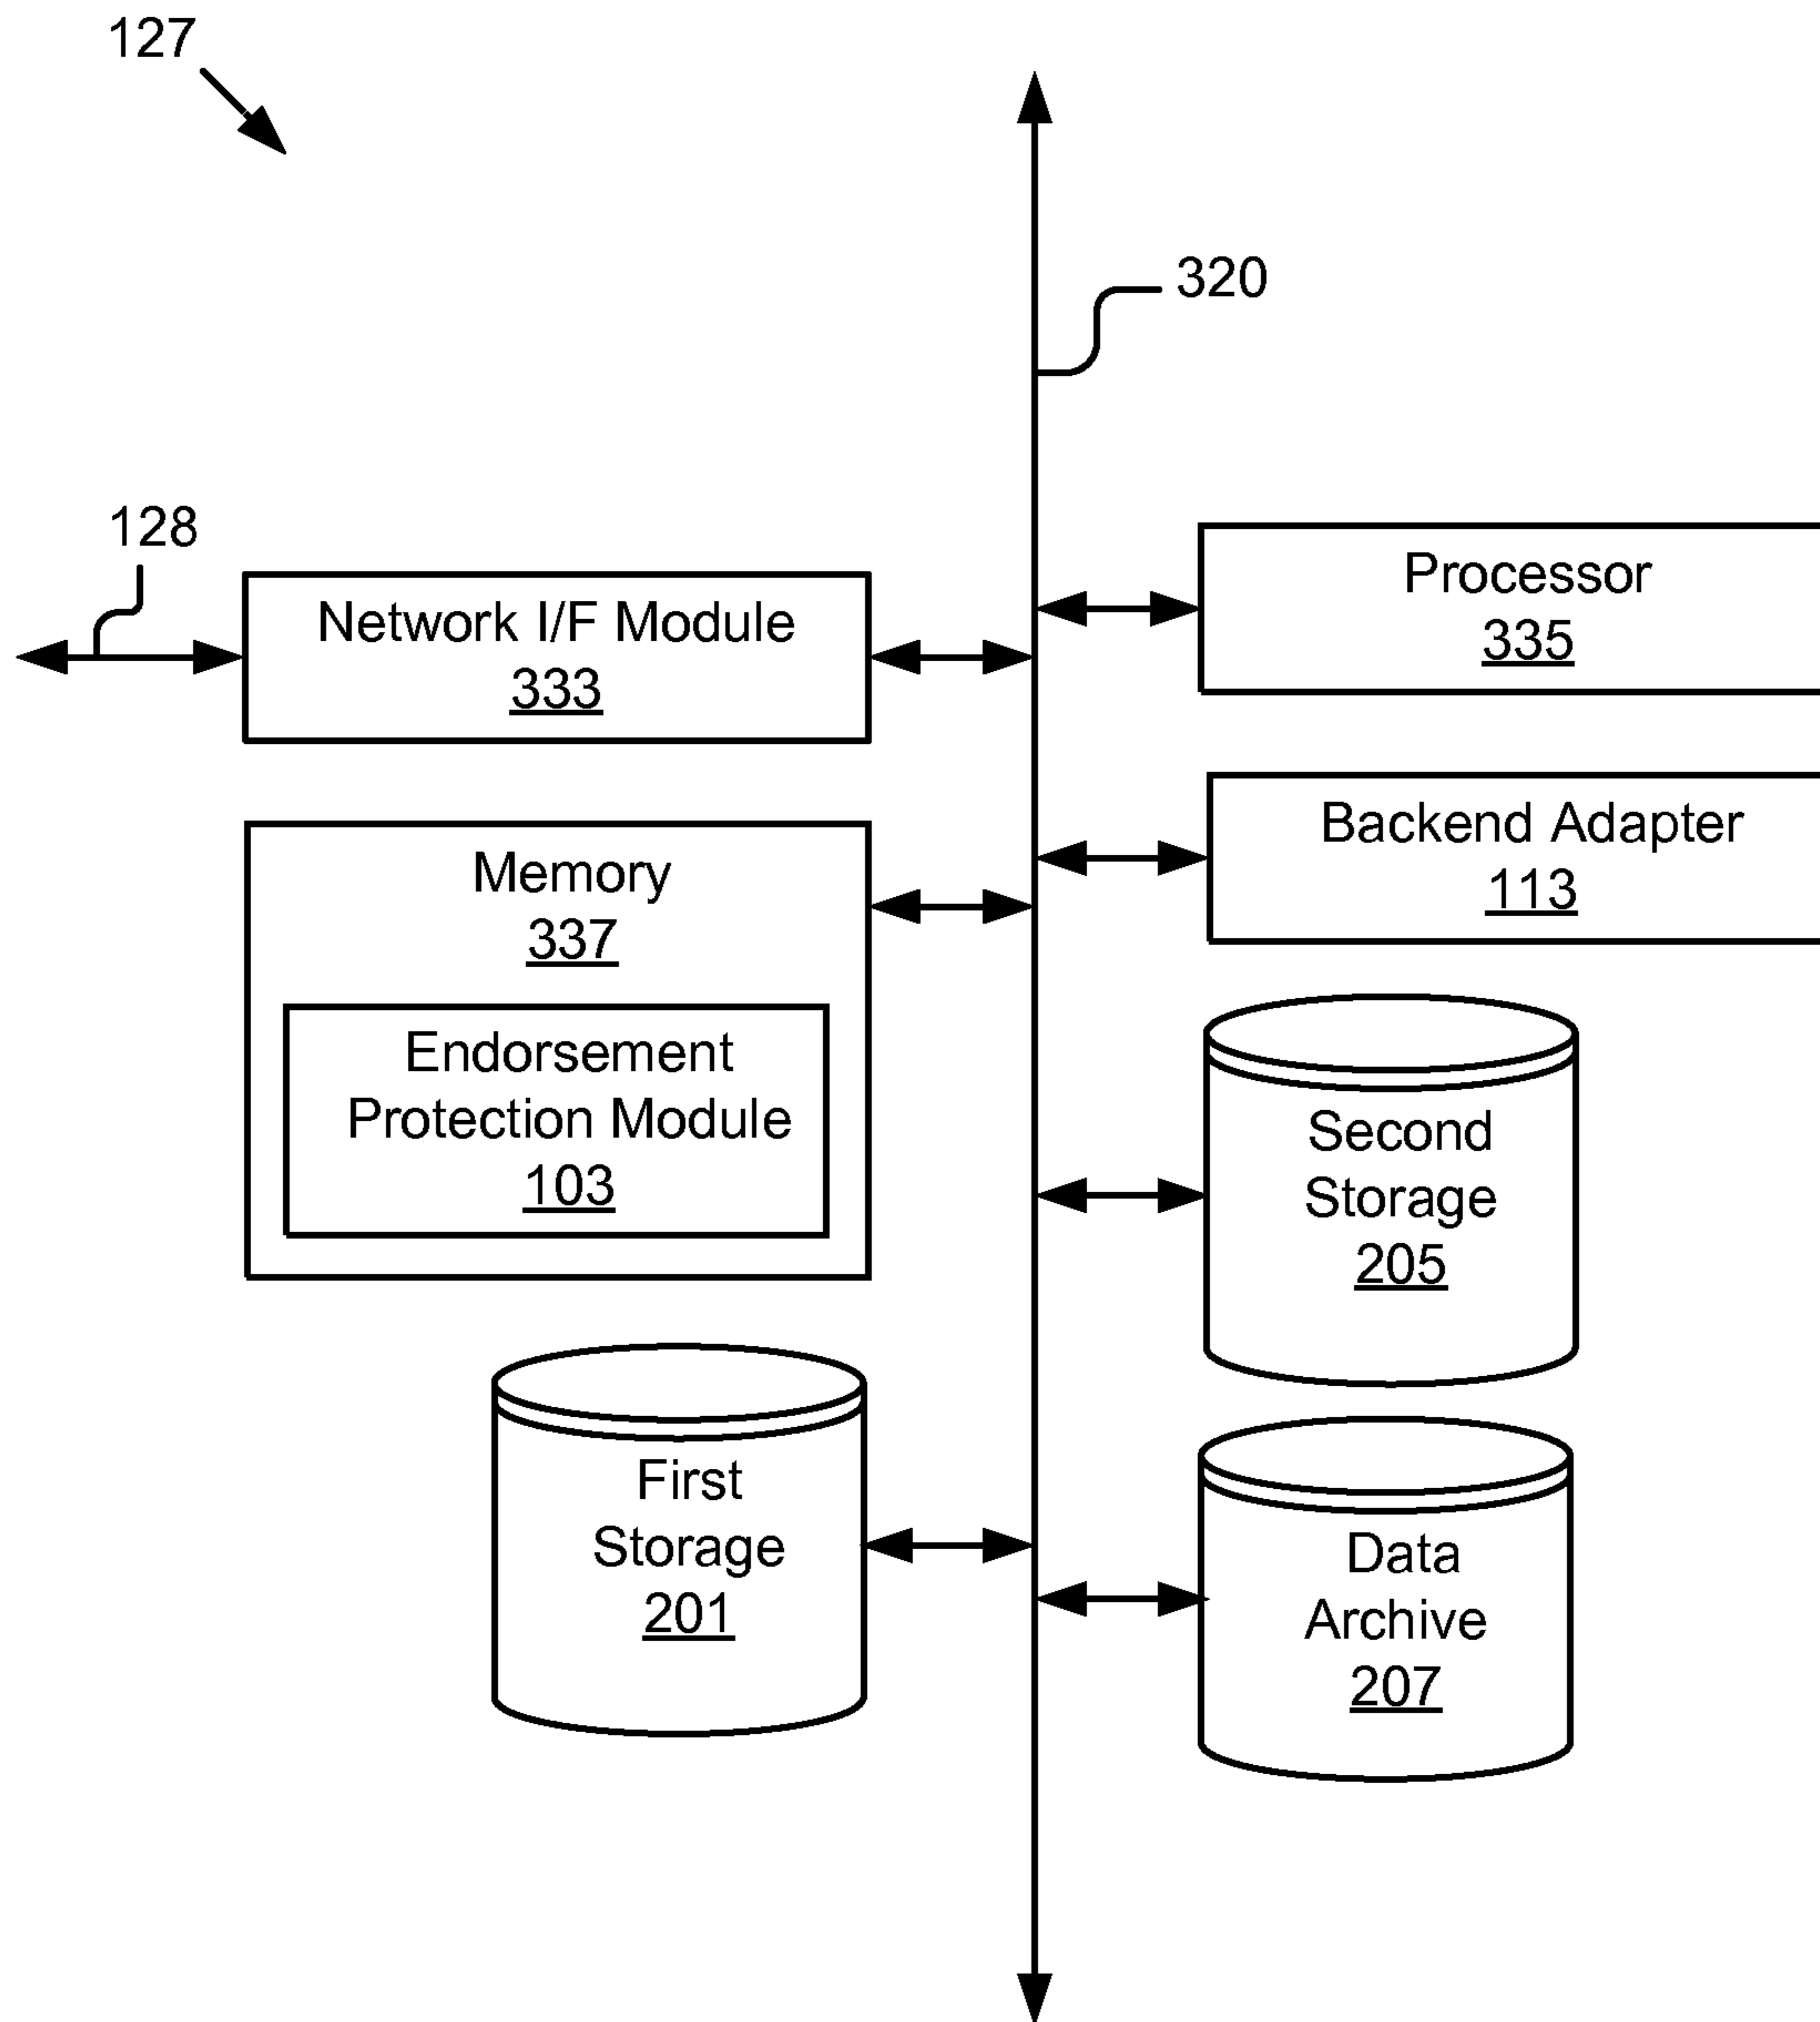 127
320
128
Network I/F Module
333
Processor
335
Memory
337
Endorsement
Protection Module
103
Backend Adapter
113
Second
Storage
205
First
Storage
201
Data
Archive
207